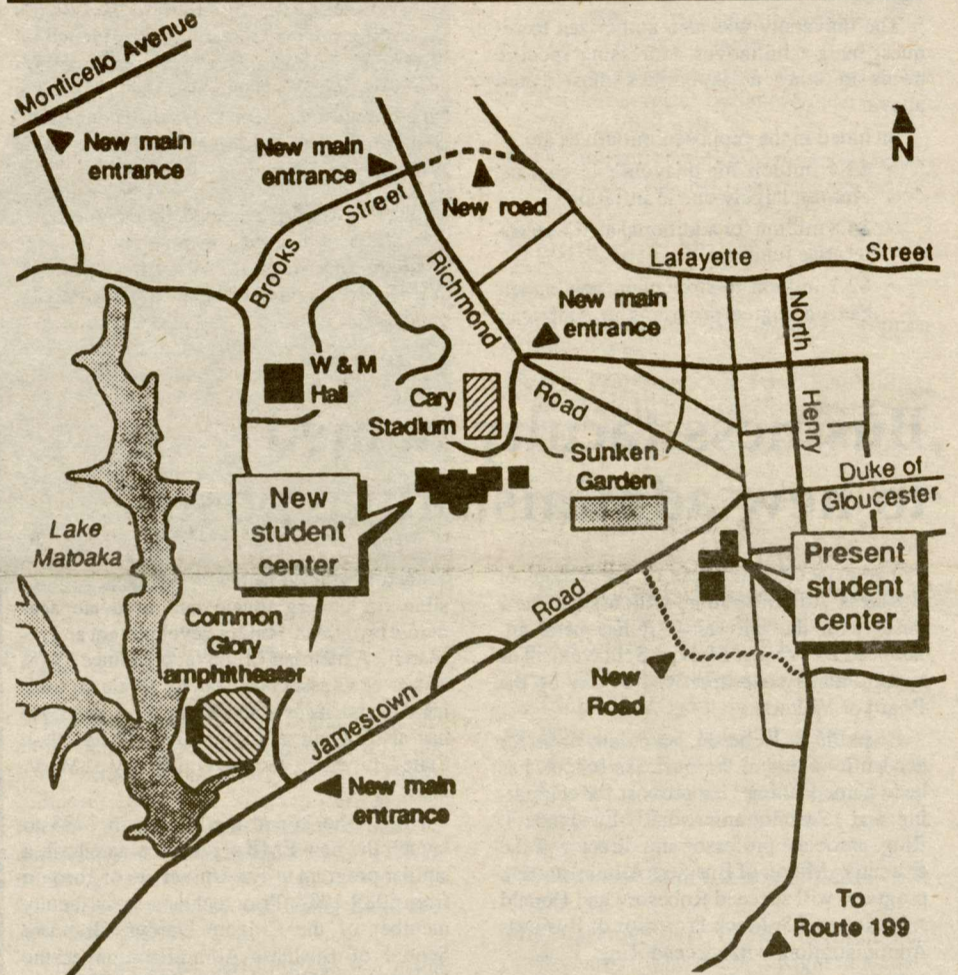 Monticello Avenue
New main
entrance
New main
entrance
N
New road
Brooks
Street
Lafayette
Street
Richmond
New main
entrance
North
Henry
W & M
Hall
Cary
Stadium
Road
Sunken
Garden
Duke of
Gloucester
New
student
center
Lake
Matoaka
Present
student
center
Common
Glory
amphitheater
Road
New
Road
Jamestown
New main
entrance
To
Route 199